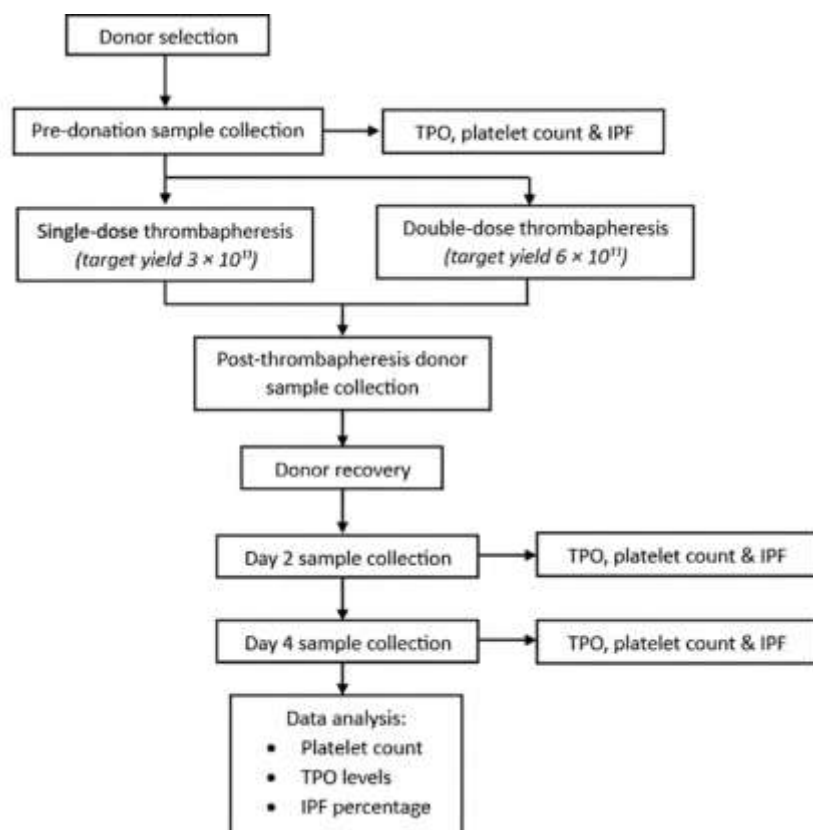 Donor selection
Pre-donation sample collection
TPO, platelet count & IPF
Single-dose thrombapheresis
(target yield 3 × 10¹¹)
Double-dose thrombapheresis
(target yield 6 × 10¹¹)
Post-thrombapheresis donor
sample collection
Donor recovery
Day 2 sample collection
TPO, platelet count & IPF
Day 4 sample collection
TPO, platelet count & IPF
Data analysis:
• Platelet count
• TPO levels
• IPF percentage